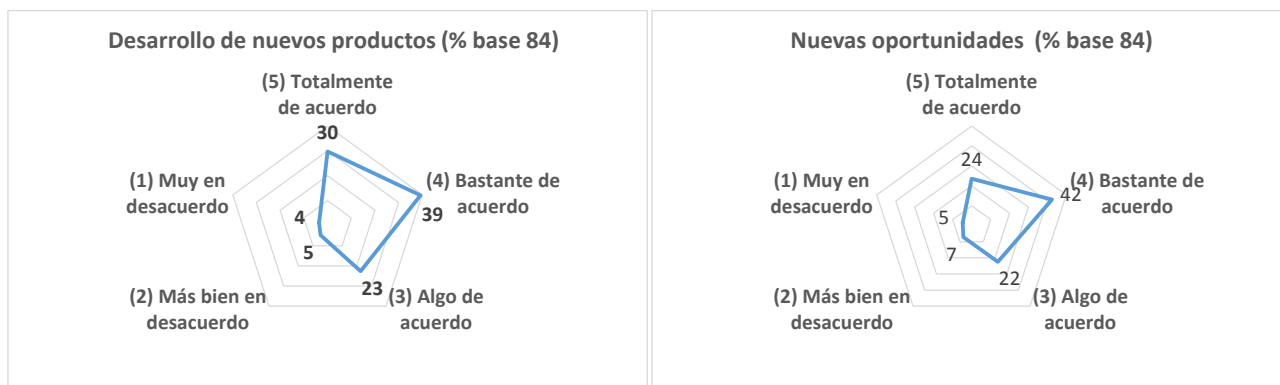 Desarrollo de nuevos productos (% base 84)
(5) Totalmente
de acuerdo
30
(1) Muy en
desacuerdo
(4) Bastante de
acuerdo
39
4
5
23
(2) Más bien en
desacuerdo
(3) Algo de
acuerdo
Nuevas oportunidades  (% base 84)
(5) Totalmente
de acuerdo
24
(1) Muy en
desacuerdo
(4) Bastante de
acuerdo
42
5
7
22
(2) Más bien en
desacuerdo
(3) Algo de
acuerdo